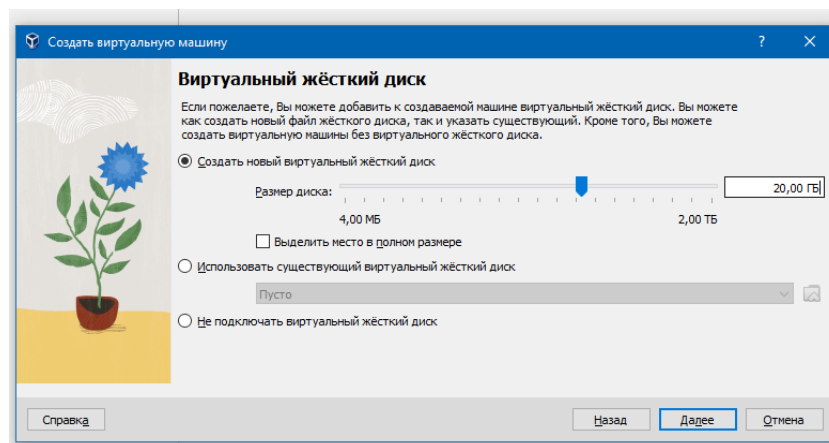 Создать виртуальную машину
Виртуальный жёсткий диск
Если пожелаете, Вы можете добавить к создаваемой машине виртуальный жёсткий диск. Вы можете
как создать новый файл жёсткого диска, так и указать существующий. Кроме того, Вы можете
создать виртуальную машины без виртуального жёсткого диска.
Создать новый виртуальный жёсткий диск
Размер диска:
20,00 ГБ
4,00 МБ
2,00 ТБ
Выделить место в полном размере
Использовать существующий виртуальный жёсткий диск
Пусто
Не подключать виртуальный жёсткий диск
Справка
Назад
Далее
Отмена